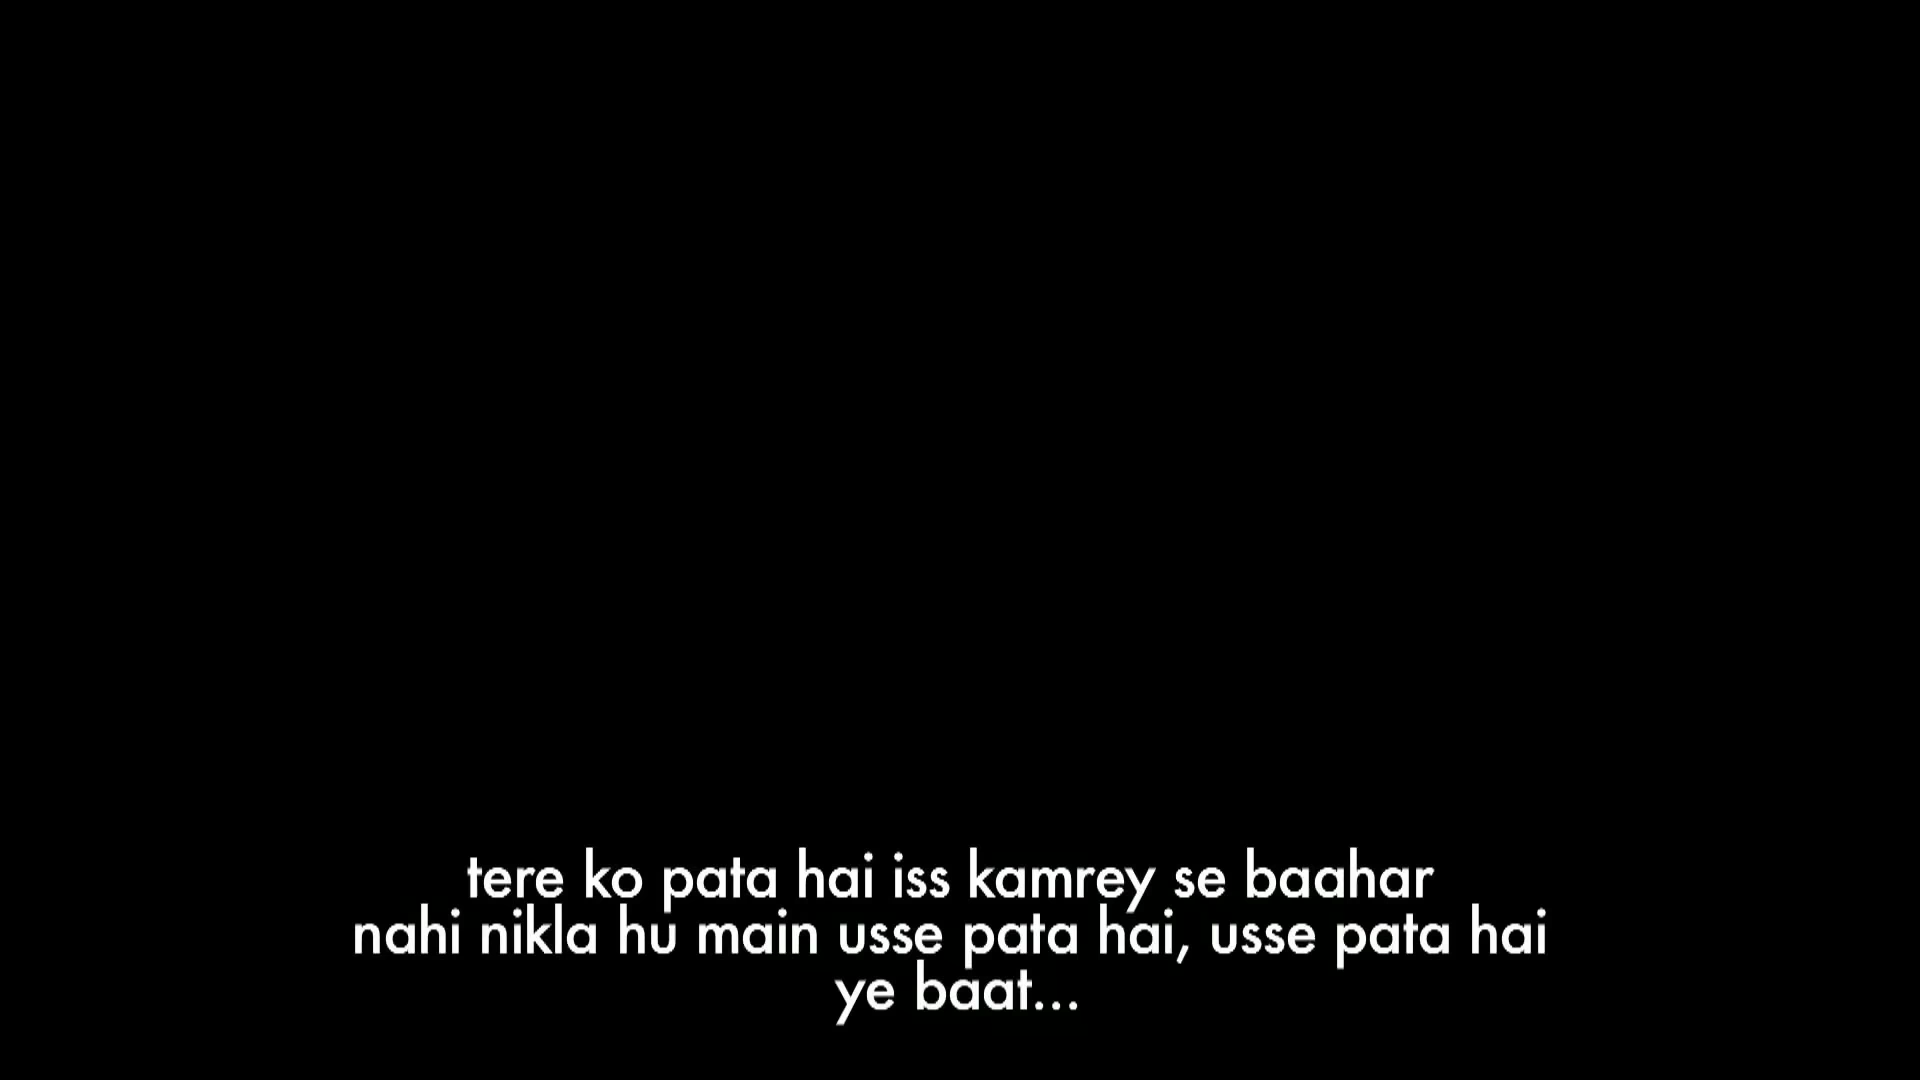 tere ko pata hai iss kamrey se baahar
nahi nikla hu main usse pata hai, usse pata hai
ye baat...